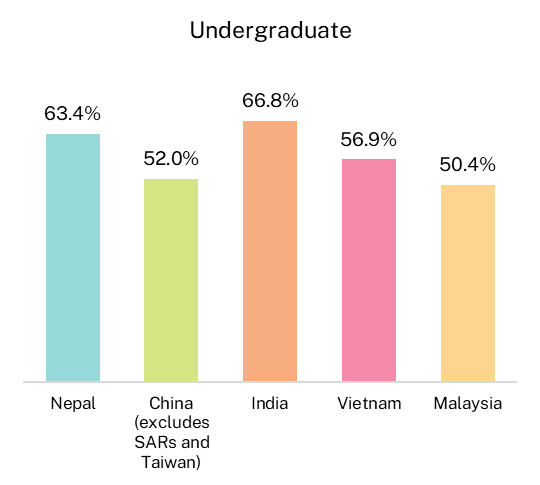 Undergraduate
66.8%
63.4%
56.9%
52.0%
50.4%
Nepal
China
(excludes
SARs and
Taiwan)
India
Vietnam
Malaysia